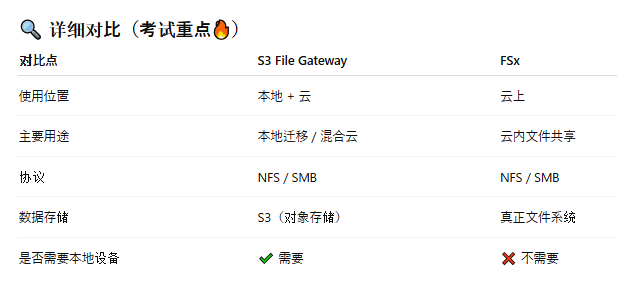 🔍 详细对比（考试重点🔥）
对比点 S3 File Gateway FSx
使用位置 本地 + 云 云上
主要用途 本地迁移 / 混合云 云内文件共享
协议 NFS / SMB NFS / SMB
数据存储 S3（对象存储） 真正文件系统
是否需要本地设备 ✔ 需要 ❌ 不需要